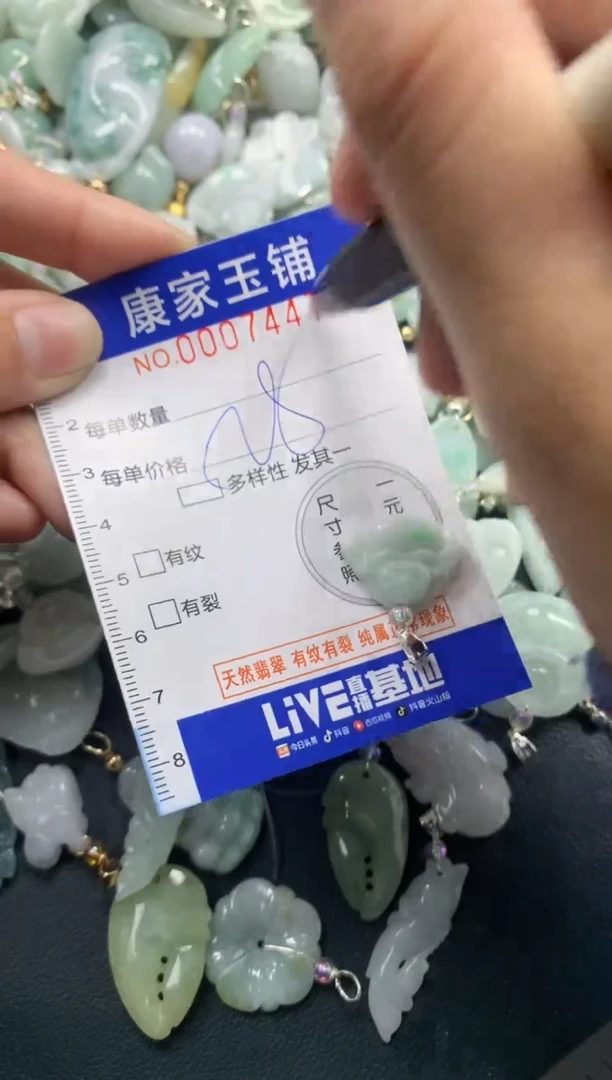 康家玉铺
NO.000744
每单数量
每单价格
多样性 发其一
有纹
有裂
一元
尺寸参照
天然翡翠 有纹有裂 纯属正常现象
LiVE直播基地
今日头条 抖音 西瓜视频 抖音火山版
2
3
4
5
6
7
8